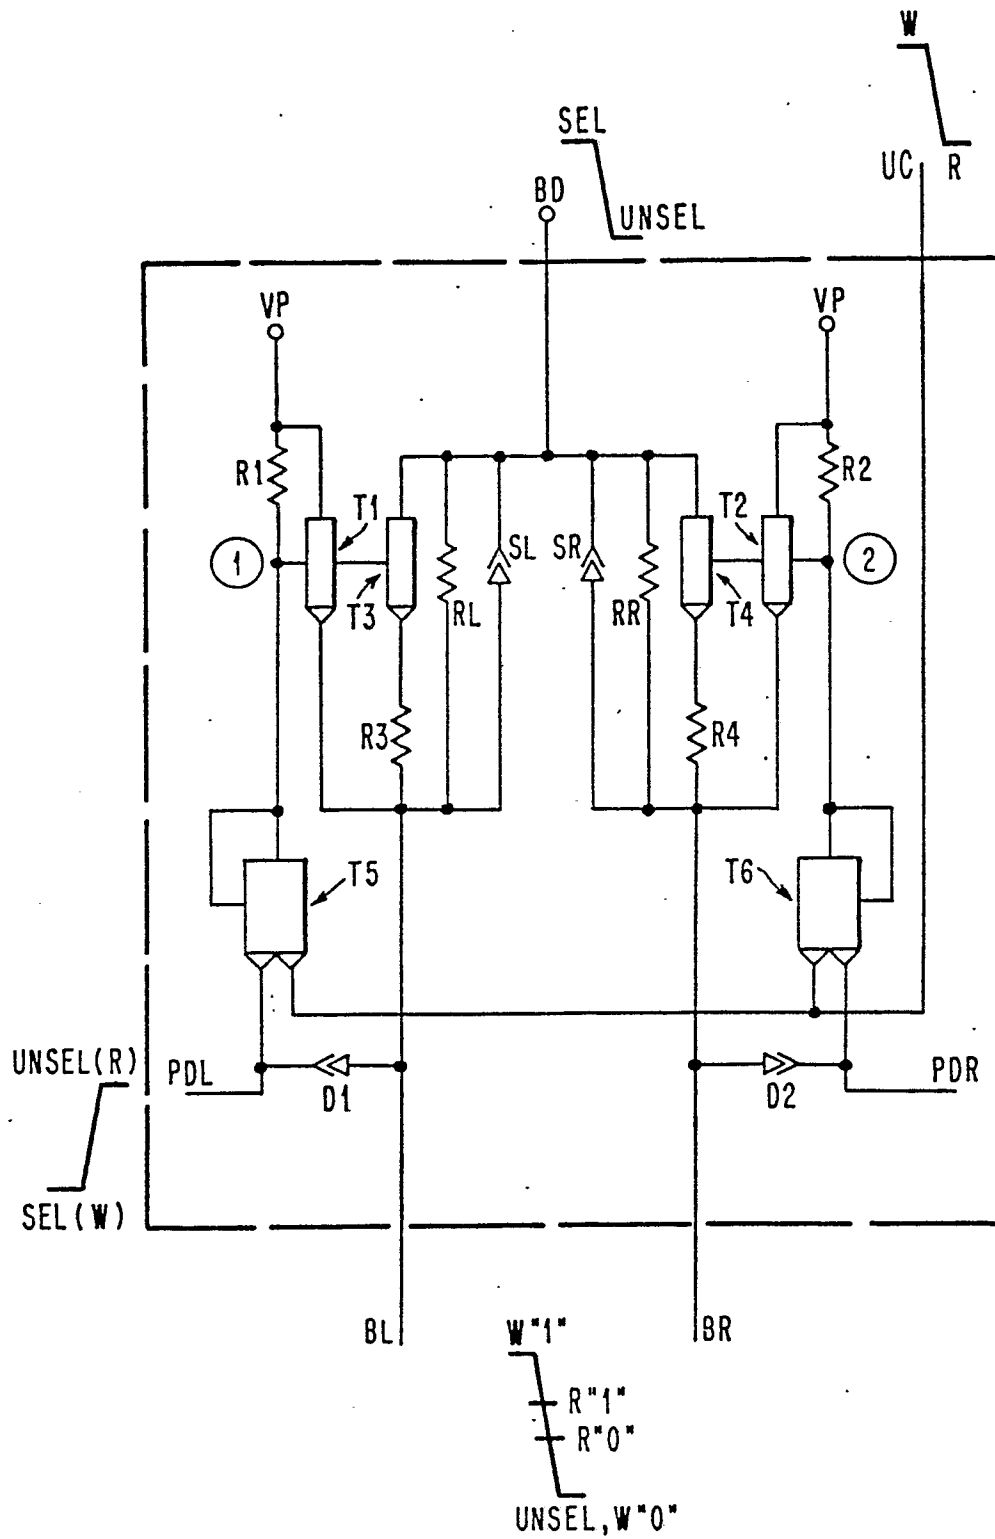 W
SEL
UC R
BD
UNSEL
VP VP
R1 R2
T1 T2
1 SL SR 2
T3 RL RR T4
R3 R4
T5 T6
UNSEL(R) PDL D1 D2 PDR
SEL(W)
BL W"1" BR
R"1"
R"0"
UNSEL,W"0"